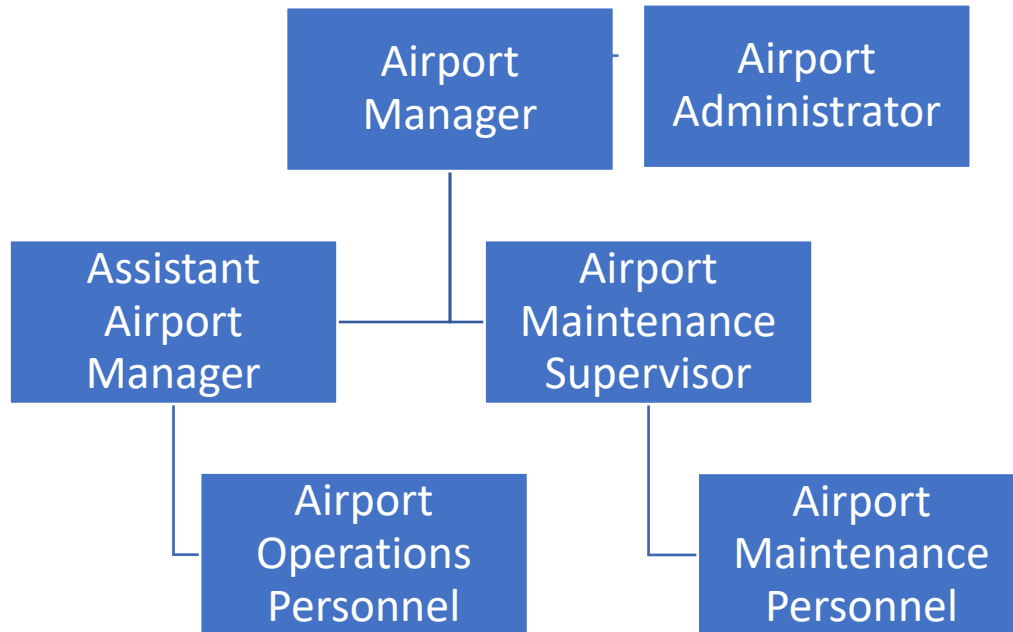 Airport
Manager
Airport
Administrator
Assistant
Airport
Manager
Airport
Maintenance
Supervisor
Airport
Operations
Personnel
Airport
Maintenance
Personnel